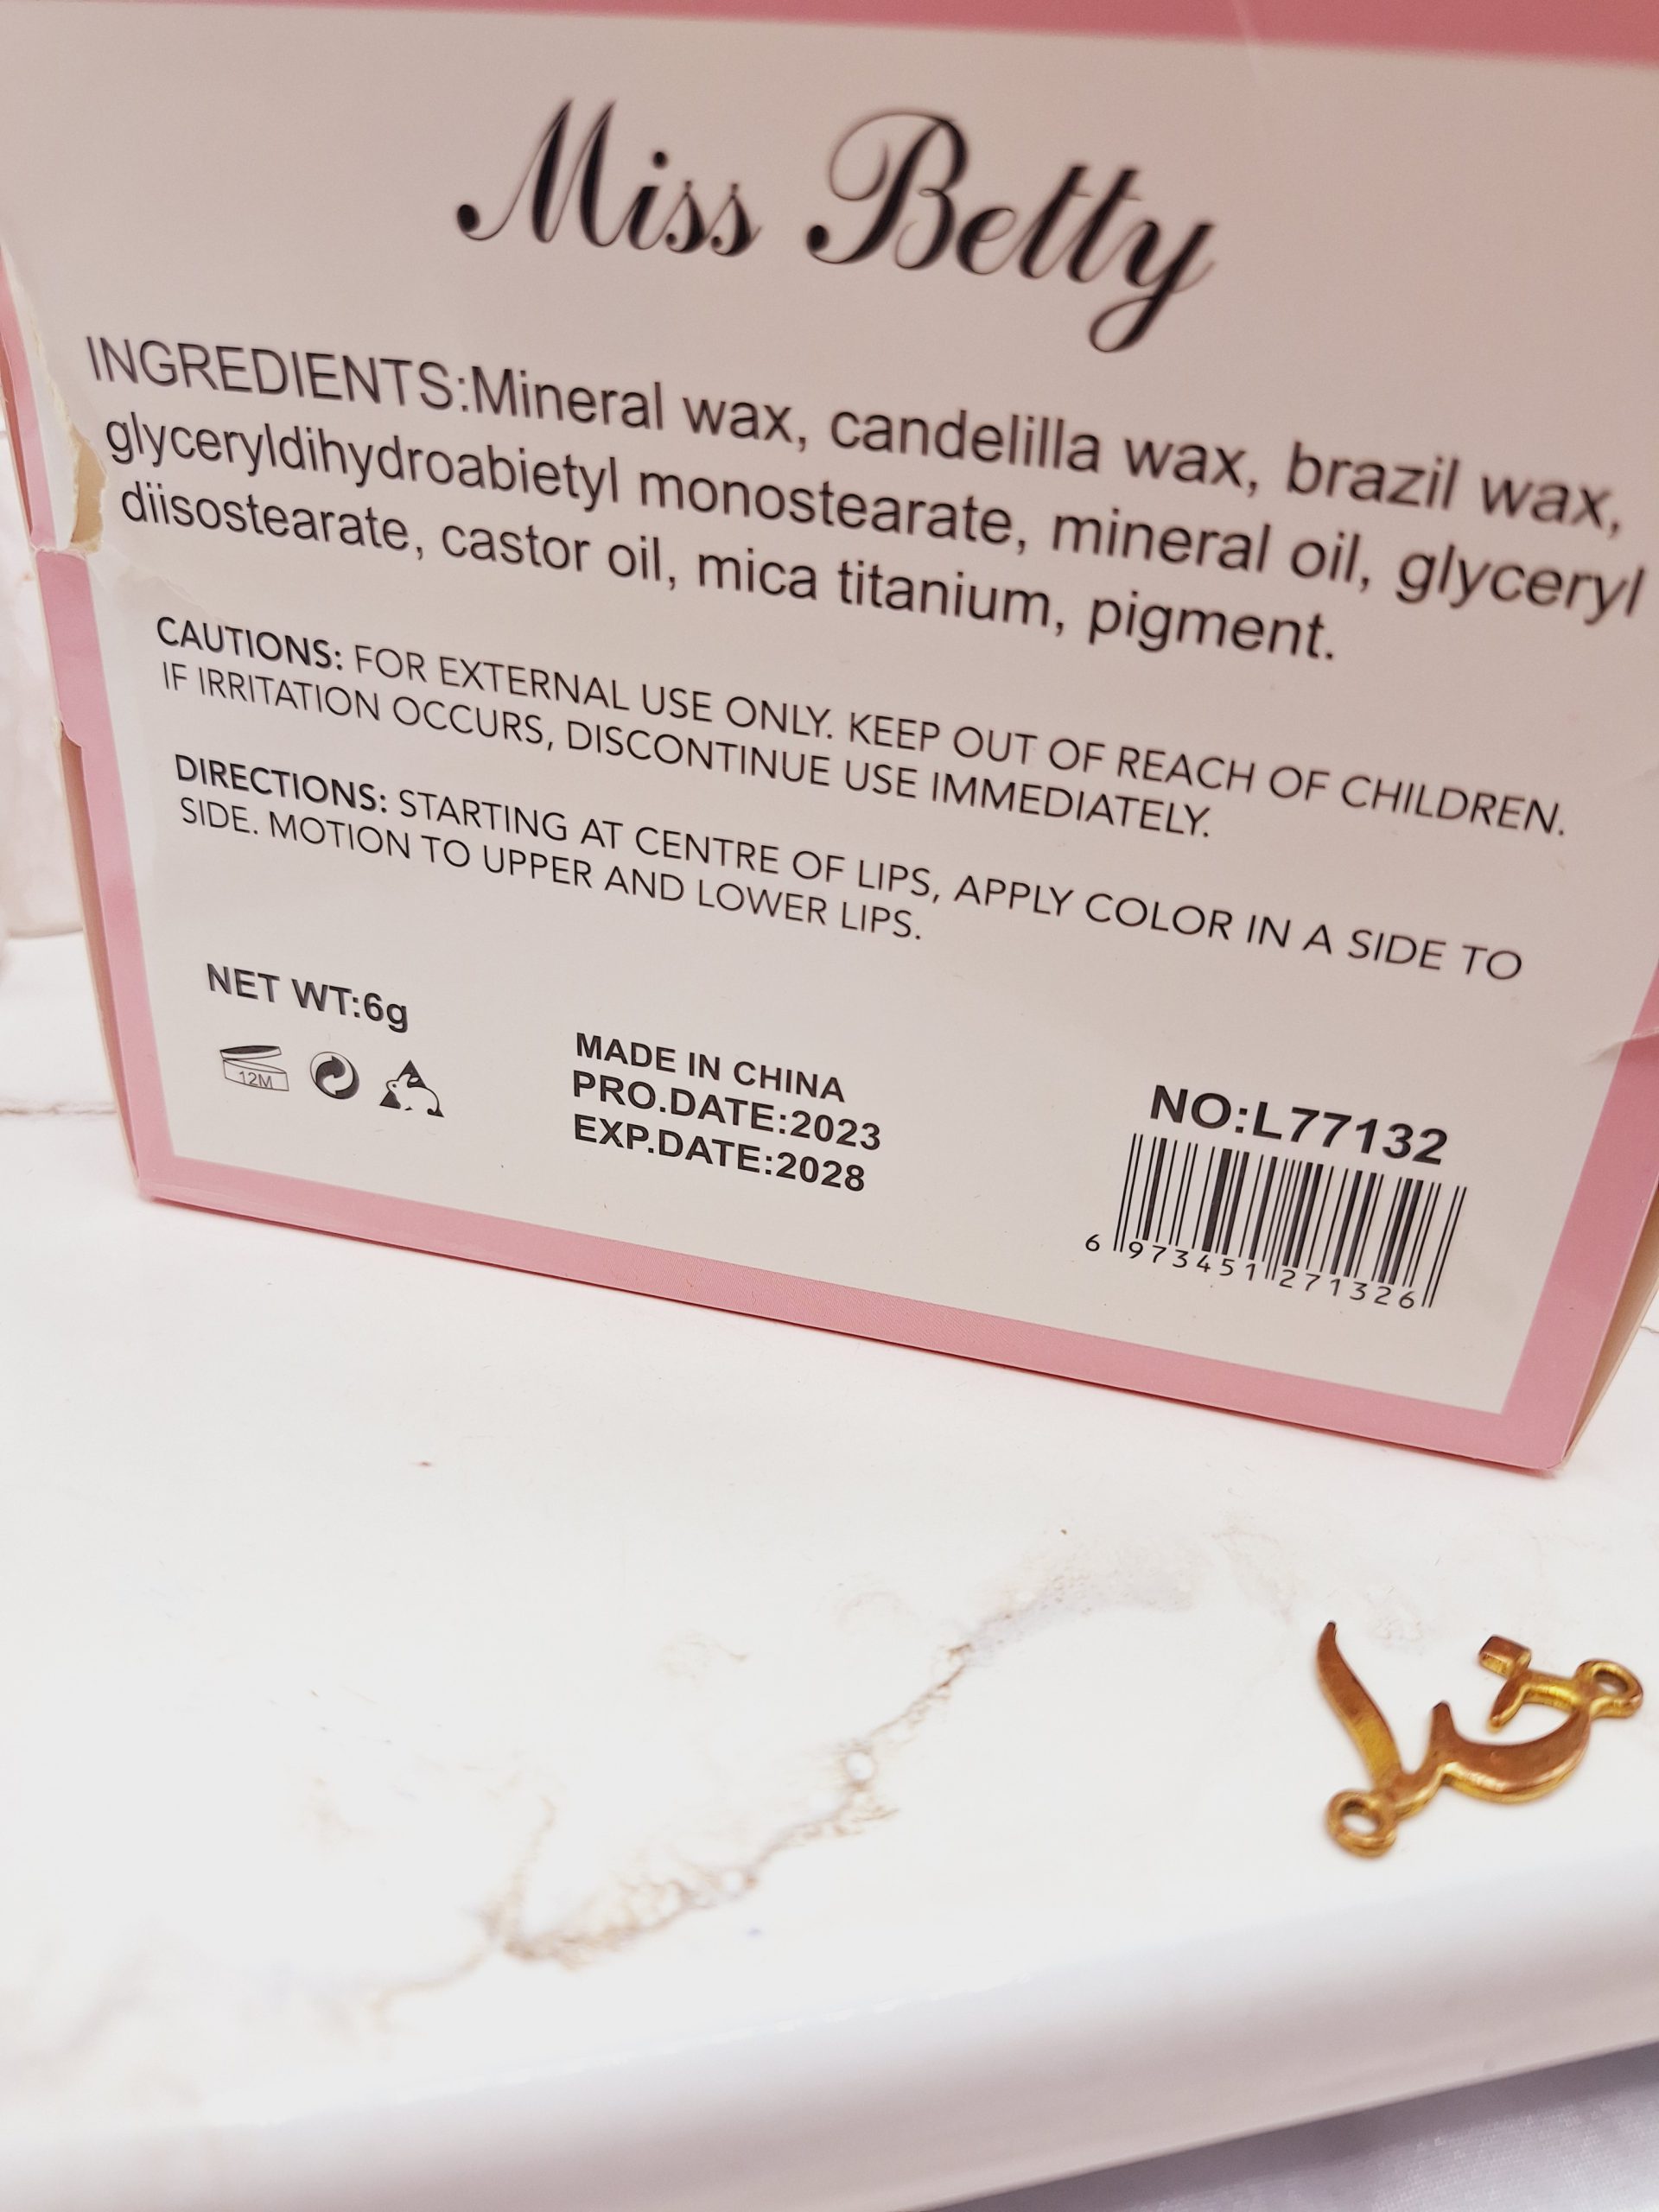 Miss Betty
INGREDIENTS:Mineral wax, candelilla wax, brazil wax,
glyceryldihydroabietyl monostearate, mineral oil, glyceryl
diisostearate, castor oil, mica titanium, pigment.
CAUTIONS: FOR EXTERNAL USE ONLY. KEEP OUT OF REACH OF CHILDREN.
IF IRRITATION OCCURS, DISCONTINUE USE IMMEDIATELY.
DIRECTIONS: STARTING AT CENTRE OF LIPS, APPLY COLOR IN A SIDE TO
SIDE. MOTION TO UPPER AND LOWER LIPS.
NET WT:6g
12M
MADE IN CHINA
PRO.DATE:2023
EXP.DATE:2028
NO:L77132
6 973451 271326